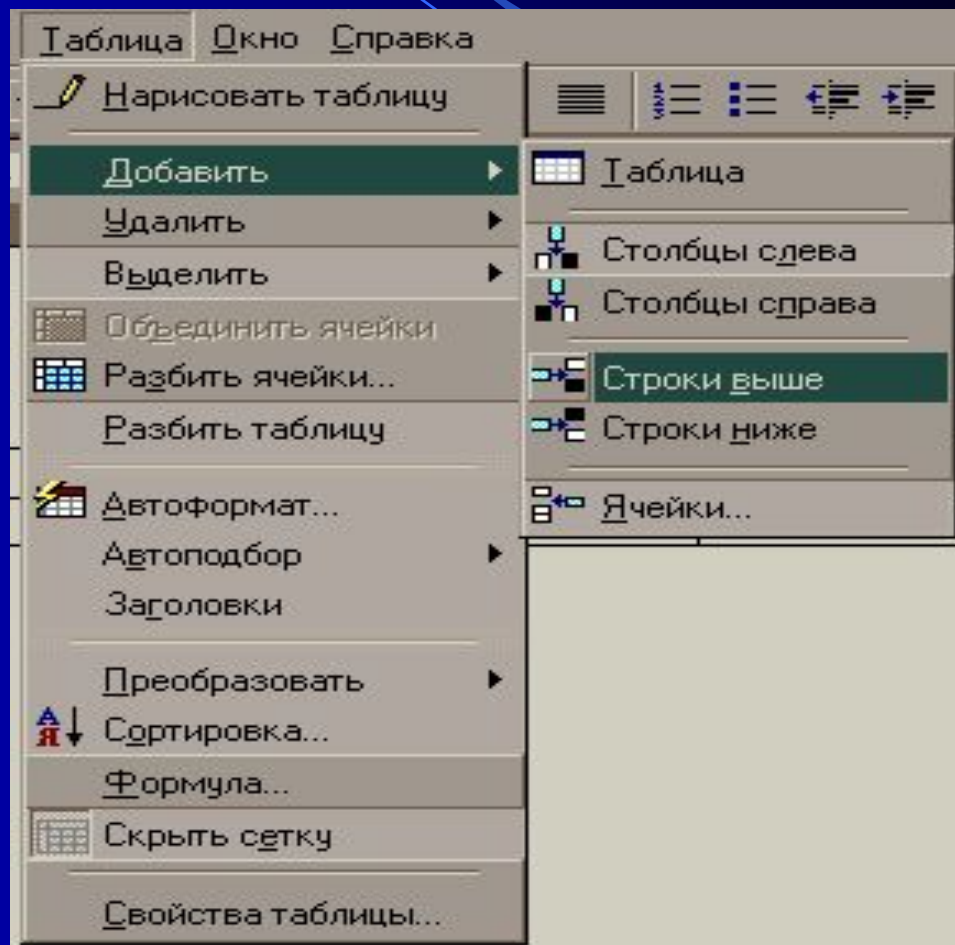 Таблица Окно Справка
Нарисовать таблицу
Добавить
Удалить
Выделить
Объединить ячейки
Разбить ячейки...
Разбить таблицу
Автоформат...
Автоподбор
Заголовки
Преобразовать
Сортировка...
Формула...
Скрыть сетку
Свойства таблицы...
Таблица
Столбцы слева
Столбцы справа
Строки выше
Строки ниже
Ячейки...